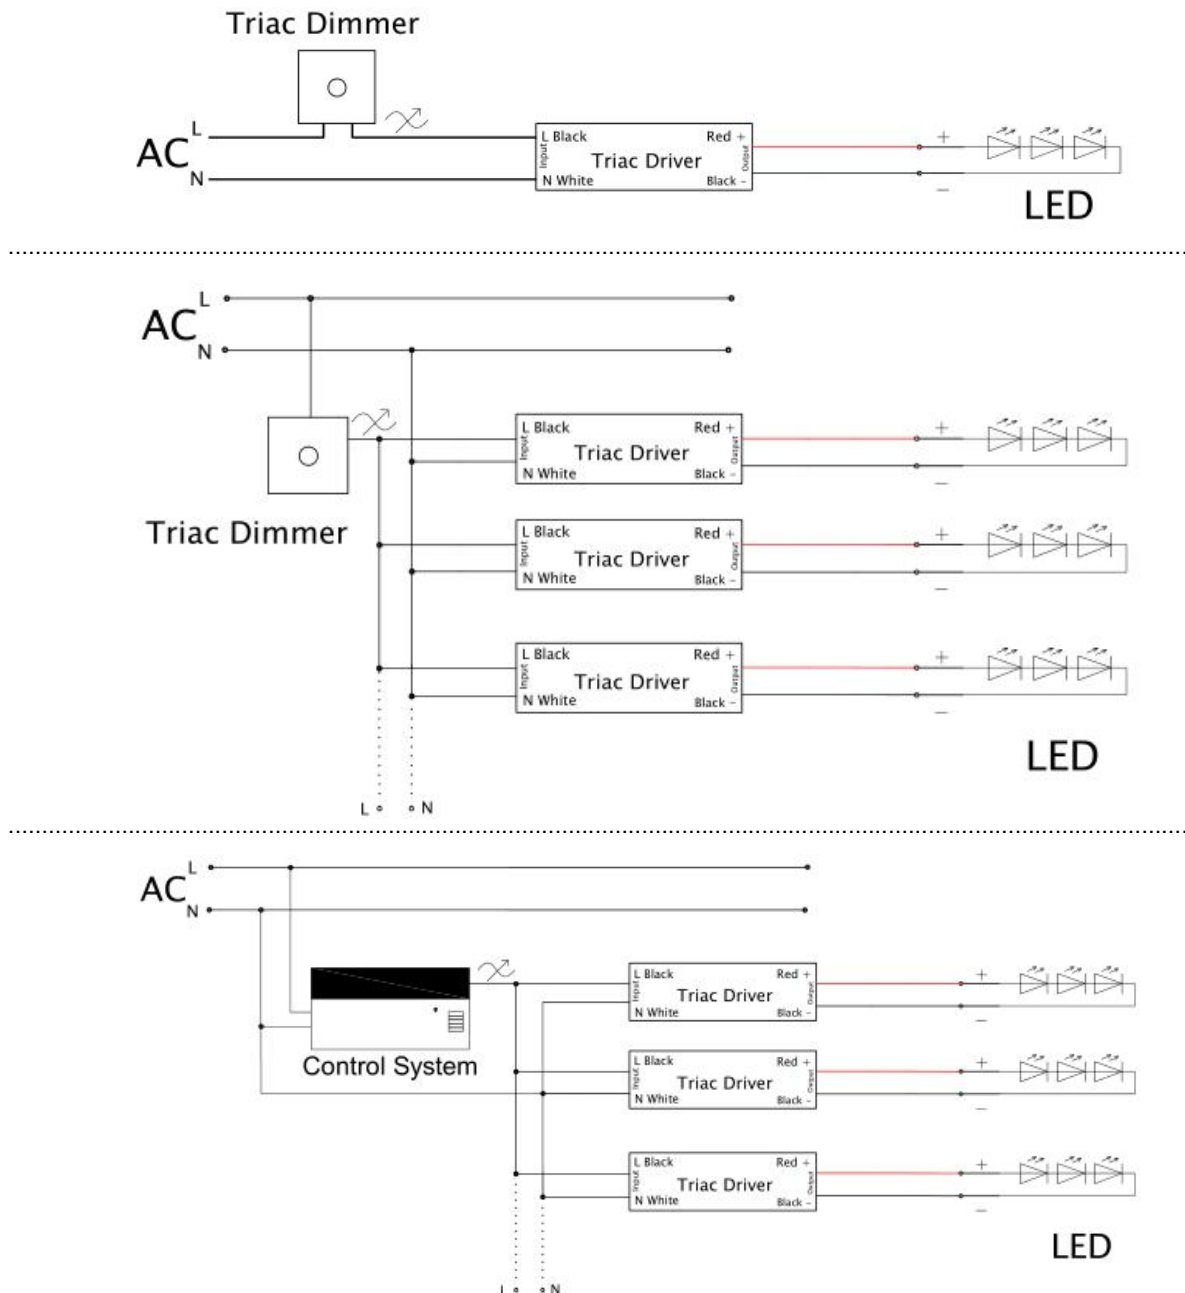 Triac Dimmer
AC L
N
L Black
Input
N White
Triac Driver
Red +
Output
Black -
+
−
LED
AC L
N
Triac Dimmer
L Black
Input
N White
Triac Driver
Red +
Output
Black -
+
−
L Black
Input
N White
Triac Driver
Red +
Output
Black -
+
−
L Black
Input
N White
Triac Driver
Red +
Output
Black -
+
−
LED
L N
AC L
N
Control System
L Black
Input
N White
Triac Driver
Red +
Output
Black -
+
−
L Black
Input
N White
Triac Driver
Red +
Output
Black -
+
−
L Black
Input
N White
Triac Driver
Red +
Output
Black -
+
−
LED
L N